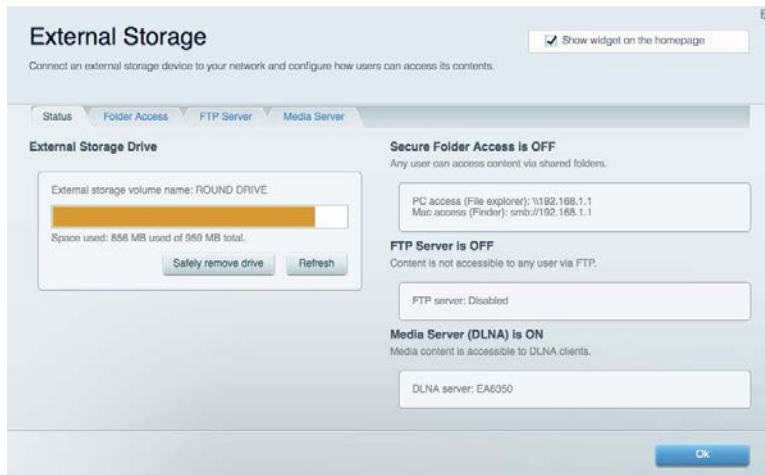 External Storage
Show widget on the homepage
Connect an external storage device to your network and configure how users can access its contents.
Status
Folder Access
FTP Server
Media Server
External Storage Drive
External storage volume name: ROUND DRIVE
Space used: 856 MB used of 959 MB total.
Safely remove drive
Refresh
Secure Folder Access is OFF
Any user can access content via shared folders.
PC access (File explorer): \\192.168.1.1
Mac access (Finder): smb://192.168.1.1
FTP Server is OFF
Content is not accessible to any user via FTP.
FTP server: Disabled
Media Server (DLNA) is ON
Media content is accessible to DLNA clients.
DLNA server: EA6350
Ok